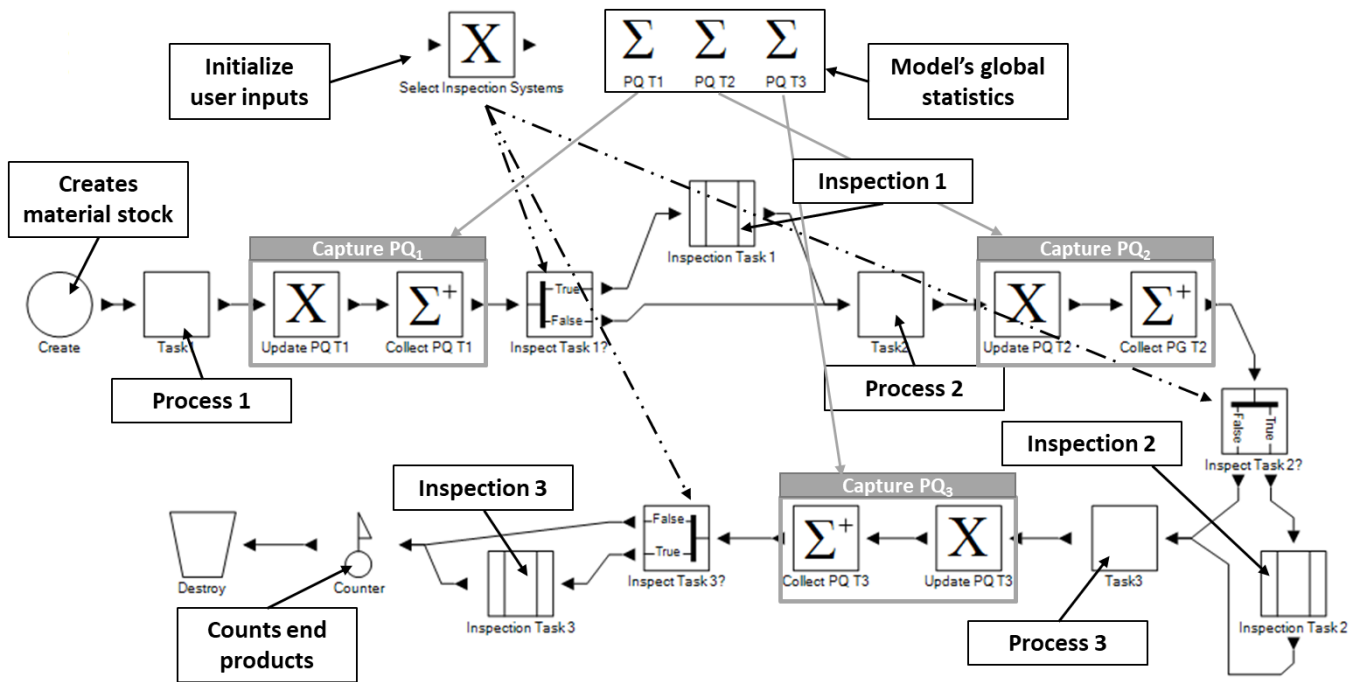 Initialize
user inputs
X
Select Inspection Systems
Σ Σ Σ
PQ T1 PQ T2 PQ T3
Model's global
statistics
Creates
material stock
Inspection 1
Inspection Task 1
Capture PQ1
Capture PQ2
Create
Task1
X
Update PQ T1
Σ+
Collect PQ T1
True
False
Inspect Task 1?
Task2
X
Update PQ T2
Σ+
Collect PG T2
Process 1
Process 2
False
True
Inspect Task 2?
Inspection 2
Inspection 3
Capture PQ3
Destroy
Counter
Inspection Task 3
False
True
Inspect Task 3?
Σ+
Collect PQ T3
X
Update PQ T3
Task3
Inspection Task 2
Counts end
products
Process 3